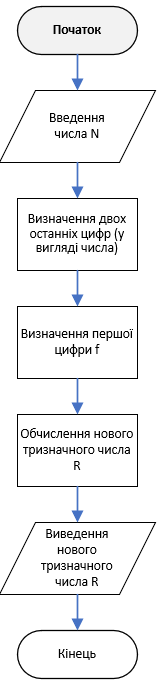 Початок
Введення
числа N
Визначення двох
останніх цифр (у
вигляді числа)
Визначення першої
цифри f
Обчислення нового
тризначного числа
R
Виведення
нового
тризначного
числа R
Кінець